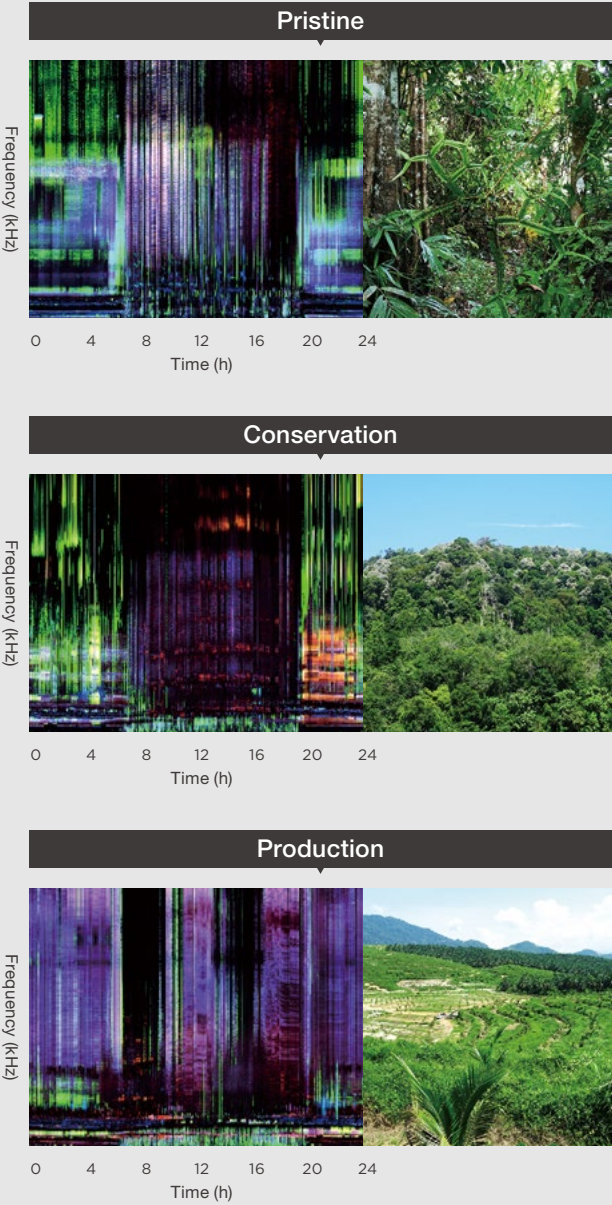 Pristine
Frequency (kHz)
0 4 8 12 16 20 24
Time (h)
Conservation
Frequency (kHz)
0 4 8 12 16 20 24
Time (h)
Production
Frequency (kHz)
0 4 8 12 16 20 24
Time (h)